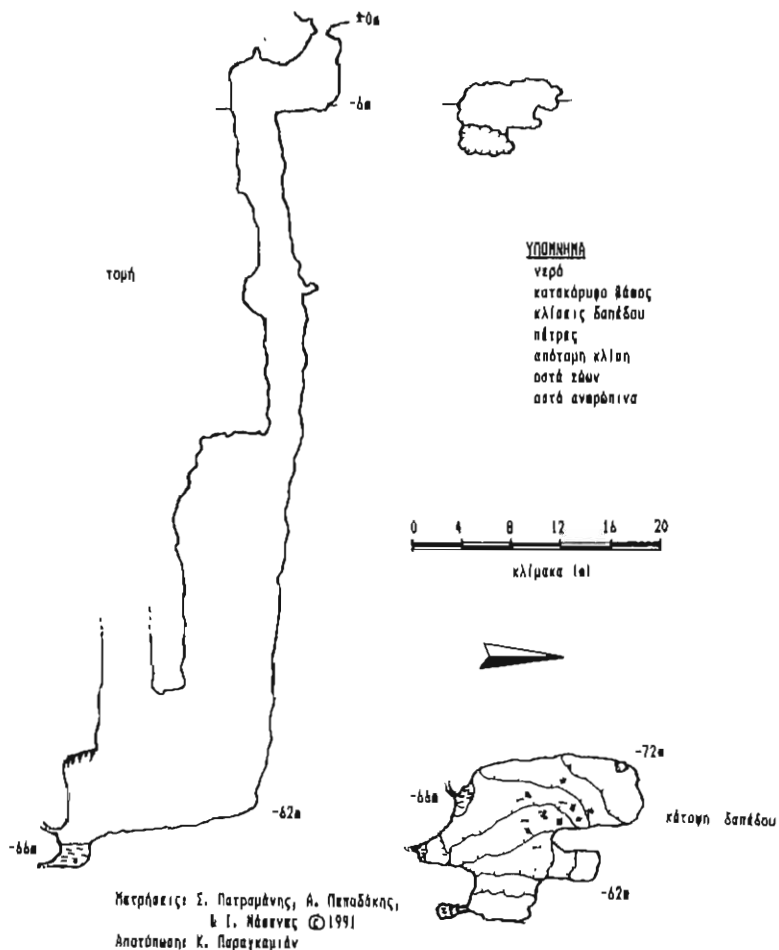 ±0m
-6m
τομή
ΥΠΟΜΝΗΜΑ
νερό
κατακόρυφο βάθος
κλίσεις δαπέδου
πέτρες
απότομη κλίση
οστά ζώων
οστά ανθρώπινα
0 4 8 12 16 20
κλίμακα (m)
-72m
-66m
κάτοψη δαπέδου
-62m
-62m
-66m
Μετρήσεις: Σ. Πατραμάνης, Α. Παπαδάκης,
& Γ. © 1991
Αποτύπωση: Κ. Παραγκαμιάν